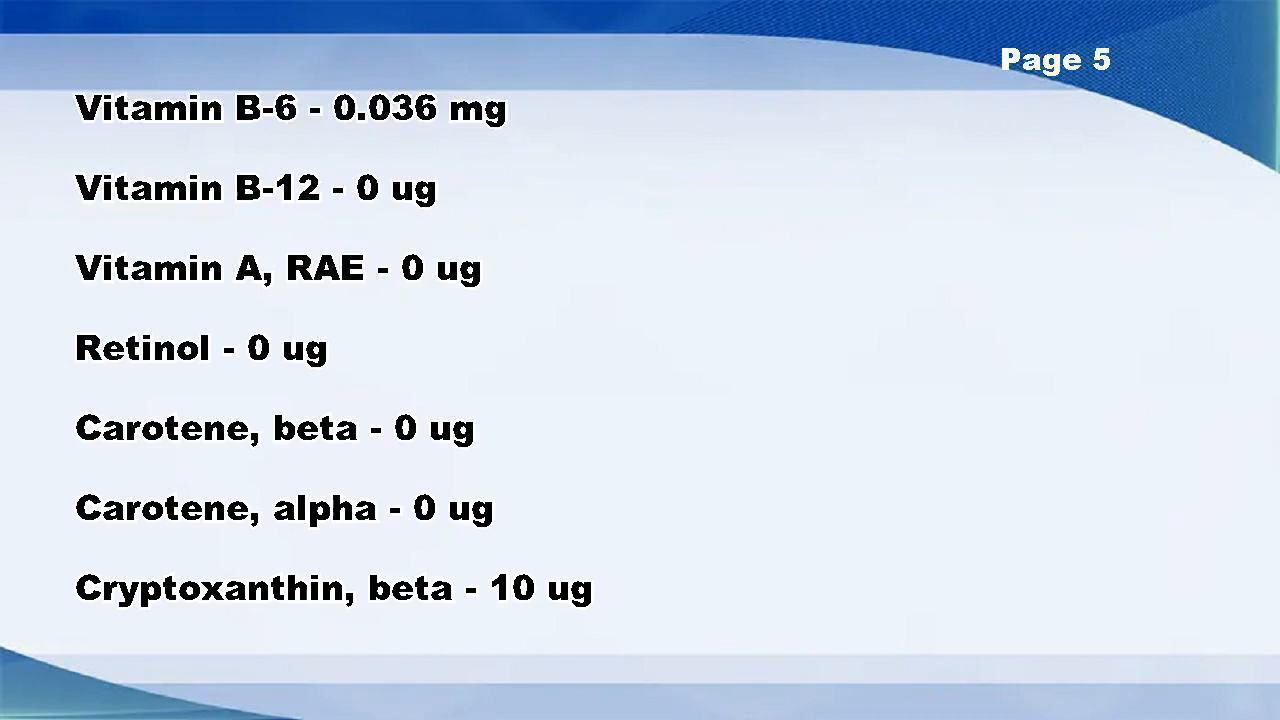 Page 5
Vitamin B-6 - 0.036 mg
Vitamin B-12 - 0 ug
Vitamin A, RAE - 0 ug
Retinol - 0 ug
Carotene, beta - 0 ug
Carotene, alpha - 0 ug
Cryptoxanthin, beta - 10 ug